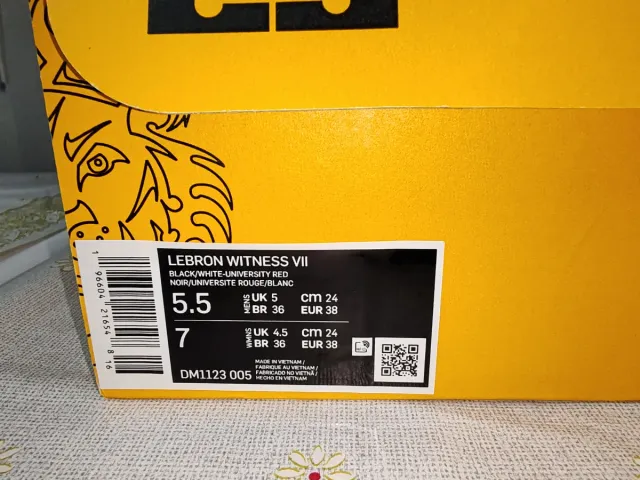 LEBRON WITNESS VII
BLACK/WHITE-UNIVERSITY RED
NOIR/UNIVERSITE ROUGE/BLANC
5.5 MENS UK 5 cm 24
BR 36 EUR 38
7 WMNS UK 4.5 cm 24
BR 36 EUR 38
MADE IN VIETNAM /
FABRIQUE AU VIETNAM /
FABRICADO NO VIETNÃ /
HECHO EN VIETNAM
DM1123 005
1 96604 21654 8 16